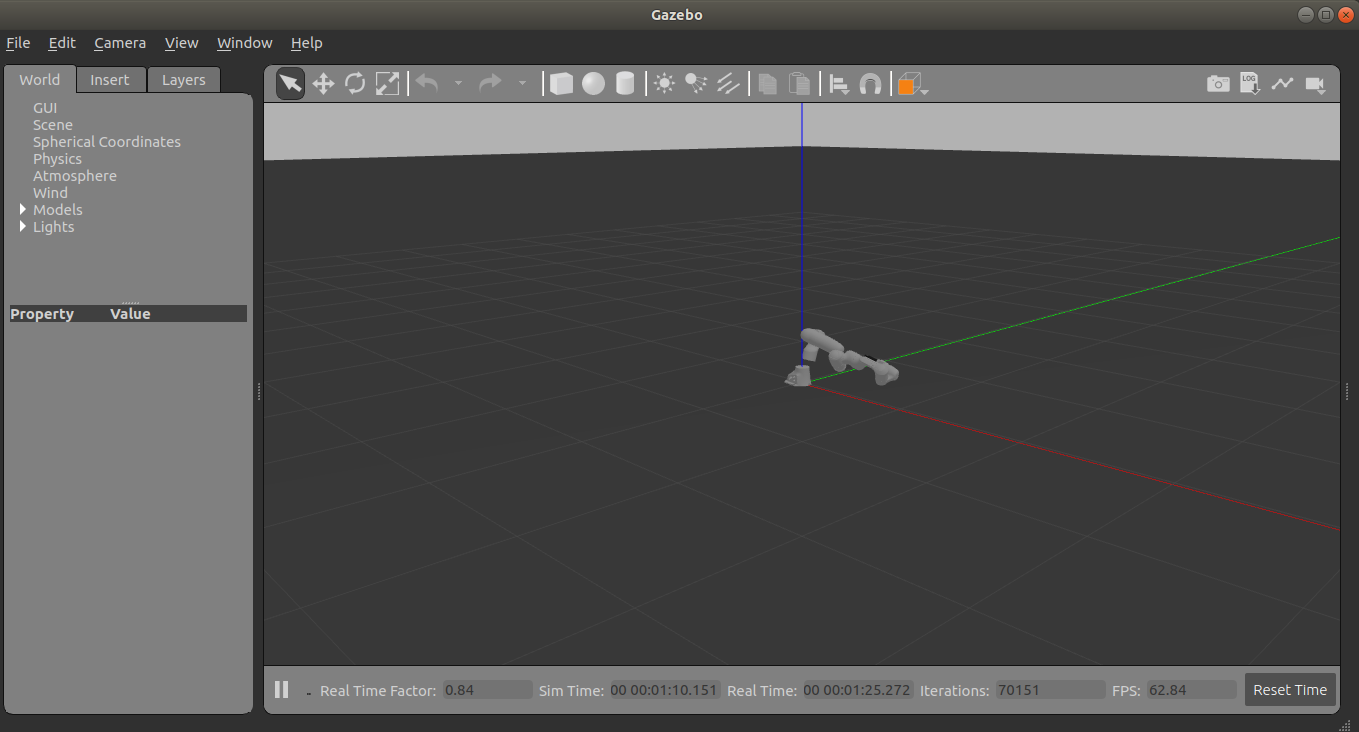 Gazebo
File Edit Camera View Window Help
World Insert Layers
LOG
GUI
Scene
Spherical Coordinates
Physics
Atmosphere
Wind
Models
Lights
Property Value
Real Time Factor: 0.84 Sim Time: 00 00:01:10.151 Real Time: 00 00:01:25.272 Iterations: 70151 FPS: 62.84 Reset Time